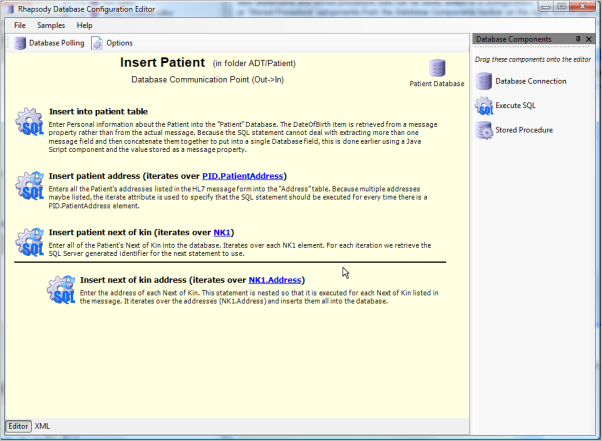 Rhapsody Database Configuration Editor
File Samples Help
Database Polling Options
Insert Patient (in folder ADT/Patient)
Database Communication Point (Out->In)
Patient Database
Insert into patient table
Enter Personal information about the Patient into the "Patient" Database. The DateOfBirth item is retrieved from a message
property rather than from the actual message. Because the SQL statement cannot deal with extracting more than one
message field and then concatenate them together to put into a single Database field, this is done earlier using a Java
Script component and the value stored as a message property.
Insert patient address (iterates over PID.PatientAddress)
Enters all the Patient's addresses listed in the HL7 message form into the "Address" table. Because multiple addresses
maybe listed, the iterate attribute is used to specify that the SQL statement should be executed for every time there is a
PID.PatientAddress element.
Insert patient next of kin (iterates over NK1)
Enter all of the Patient's Next of Kin into the database. Iterates over each NK1 element. For each iteration we retrieve the
SQL Server generated identifier for the next statement to use.
Insert next of kin address (iterates over NK1.Address)
Enter the address of each Next of Kin. This statement is nested so that it is executed for each Next of Kin listed in
the message. It iterates over the addresses (NK1.Address) and inserts them all into the database.
SQL
SQL
SQL
SQL
Editor XML
Database Components
Drag these components onto the editor
Database Connection
SQL
Execute SQL
Stored Procedure